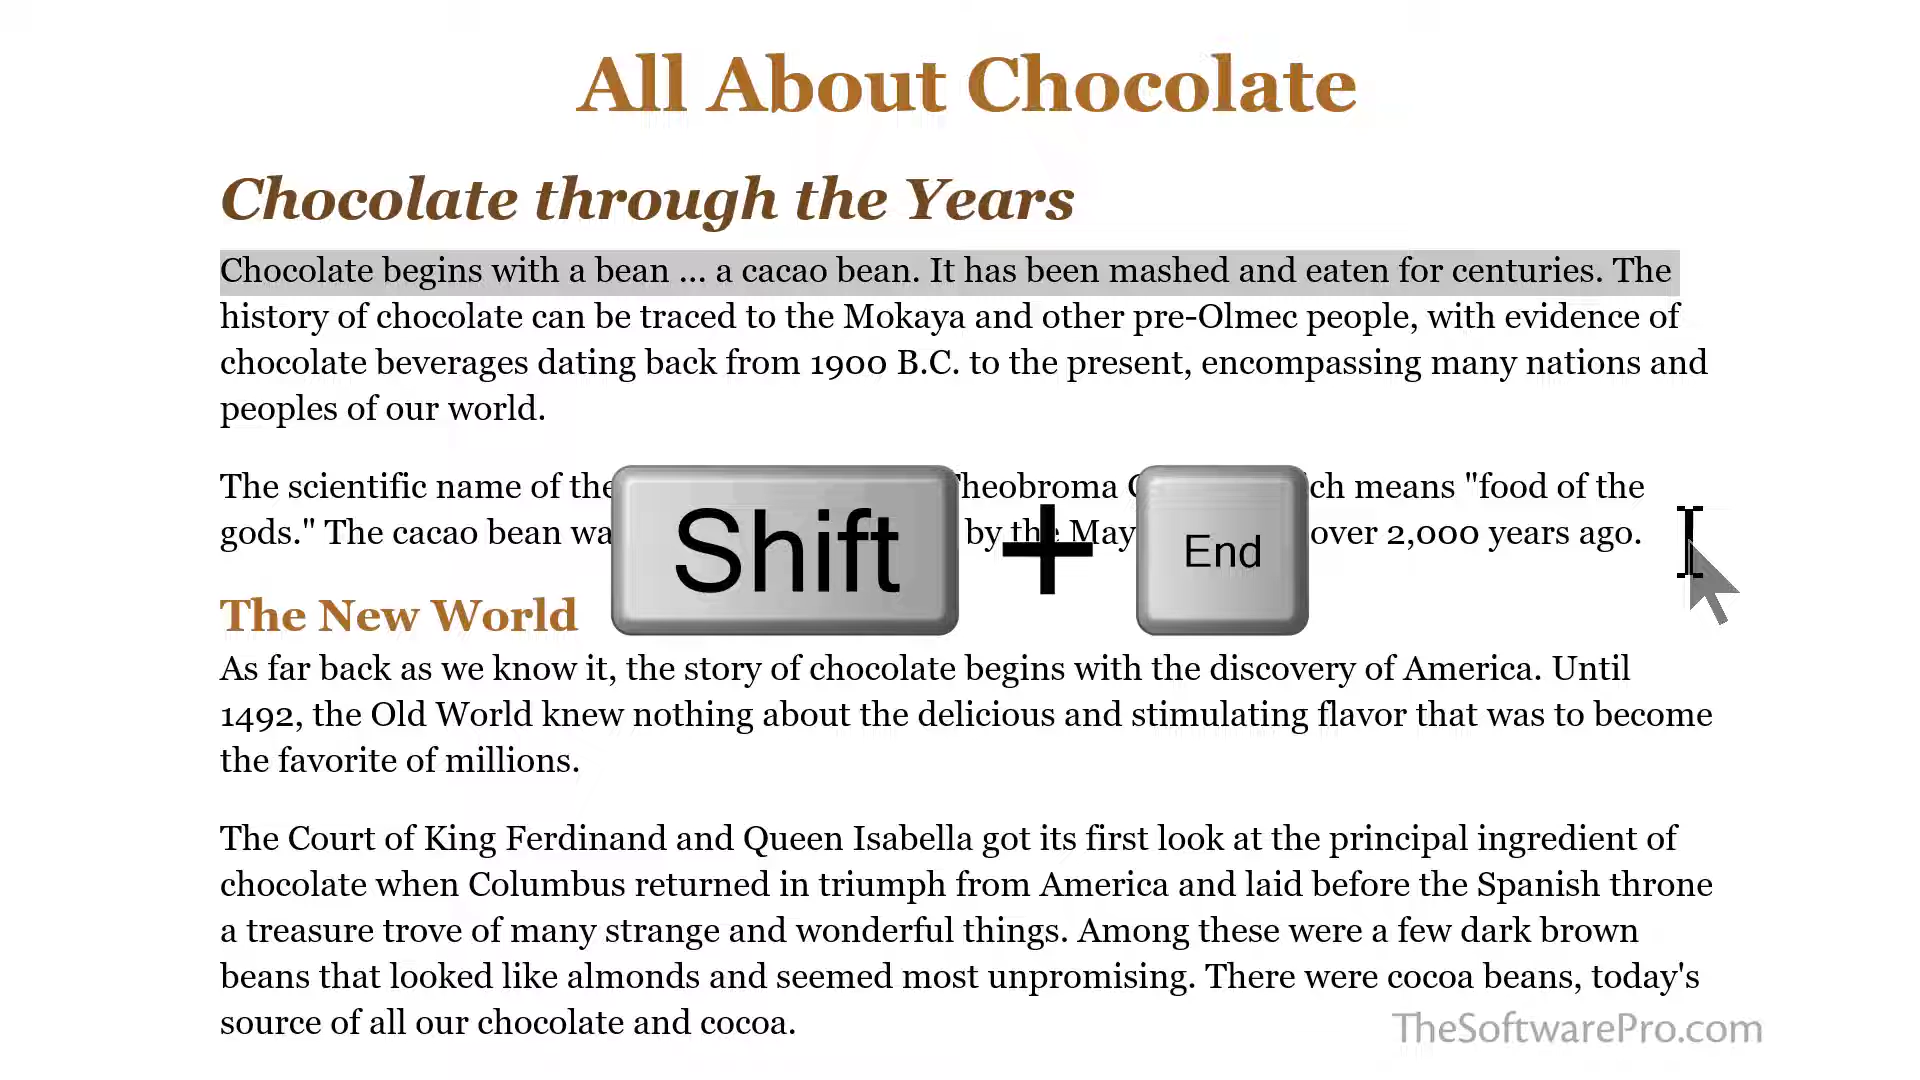 All About Chocolate
Chocolate through the Years
Chocolate begins with a bean ... a cacao bean. It has been mashed and eaten for centuries. The
history of chocolate can be traced to the Mokaya and other pre-Olmec people, with evidence of
chocolate beverages dating back from 1900 B.C. to the present, encompassing many nations and
peoples of our world.
The scientific name of the Theobroma means "food of the
gods." The cacao bean by the over 2,000 years ago.
Shift + End
The New World
As far back as we know it, the story of chocolate begins with the discovery of America. Until
1492, the Old World knew nothing about the delicious and stimulating flavor that was to become
the favorite of millions.
The Court of King Ferdinand and Queen Isabella got its first look at the principal ingredient of
chocolate when Columbus returned in triumph from America and laid before the Spanish throne
a treasure trove of many strange and wonderful things. Among these were a few dark brown
beans that looked like almonds and seemed most unpromising. There were cocoa beans, today's
source of all our chocolate and cocoa.
TheSoftwarePro.com